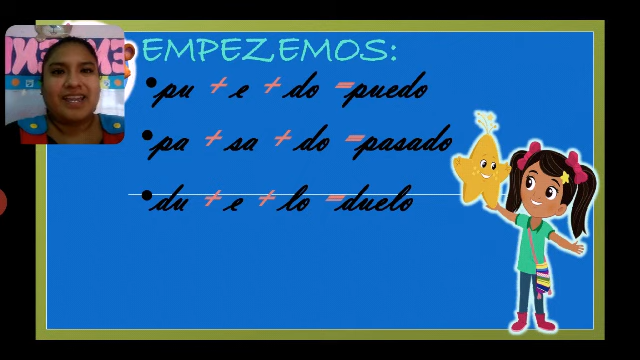 EMPEZEMOS:
• pu + e + do = puedo
• pa + sa + do = pasado
• du + e + lo = duelo